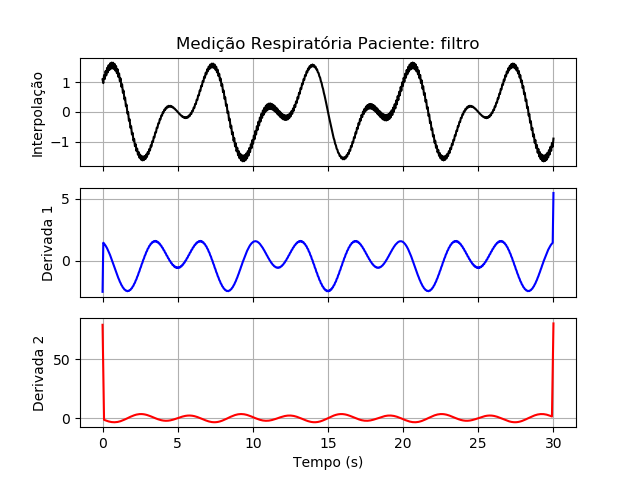 Medição Respiratória Paciente: filtro
Interpolação
1
0
−1
Derivada 1
5
0
Derivada 2
50
0
0
5
10
15
20
25
30
Tempo (s)